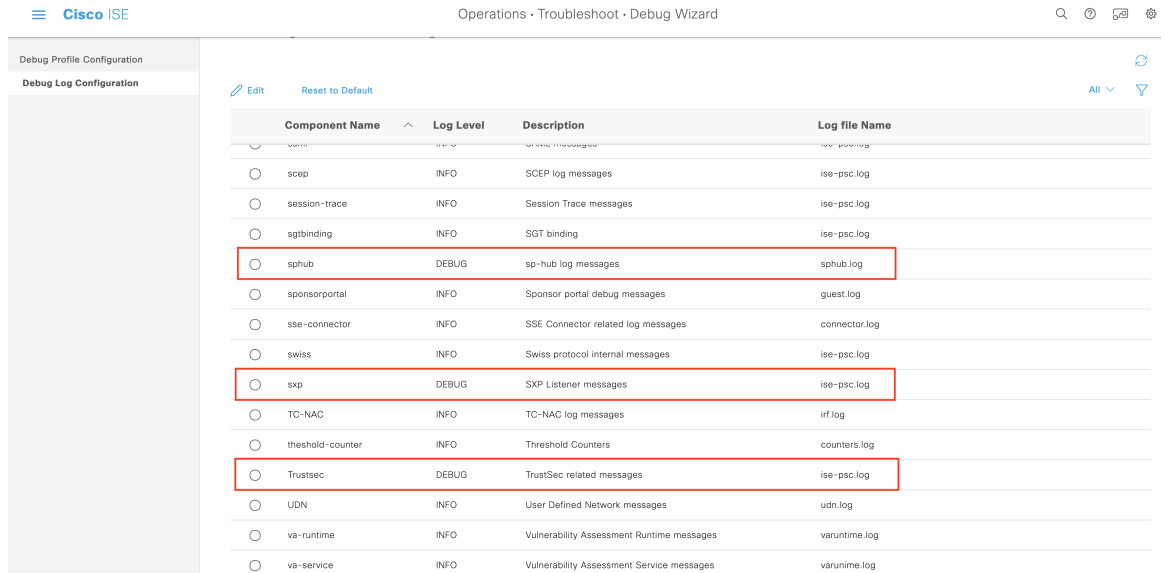 Cisco ISE Operations · Troubleshoot · Debug Wizard
Debug Profile Configuration
Debug Log Configuration
Edit Reset to Default All
Component Name Log Level Description Log file Name
scep INFO SCEP log messages ise-psc.log
session-trace INFO Session Trace messages ise-psc.log
sgtbinding INFO SGT binding ise-psc.log
sphub DEBUG sp-hub log messages sphub.log
sponsorportal INFO Sponsor portal debug messages guest.log
sse-connector INFO SSE Connector related log messages connector.log
swiss INFO Swiss protocol internal messages ise-psc.log
sxp DEBUG SXP Listener messages ise-psc.log
TC-NAC INFO TC-NAC log messages irf.log
theshold-counter INFO Threshold Counters counters.log
Trustsec DEBUG TrustSec related messages ise-psc.log
UDN INFO User Defined Network messages udn.log
va-runtime INFO Vulnerability Assessment Runtime messages varuntime.log
va-service INFO Vulnerability Assessment Service messages varunime.log